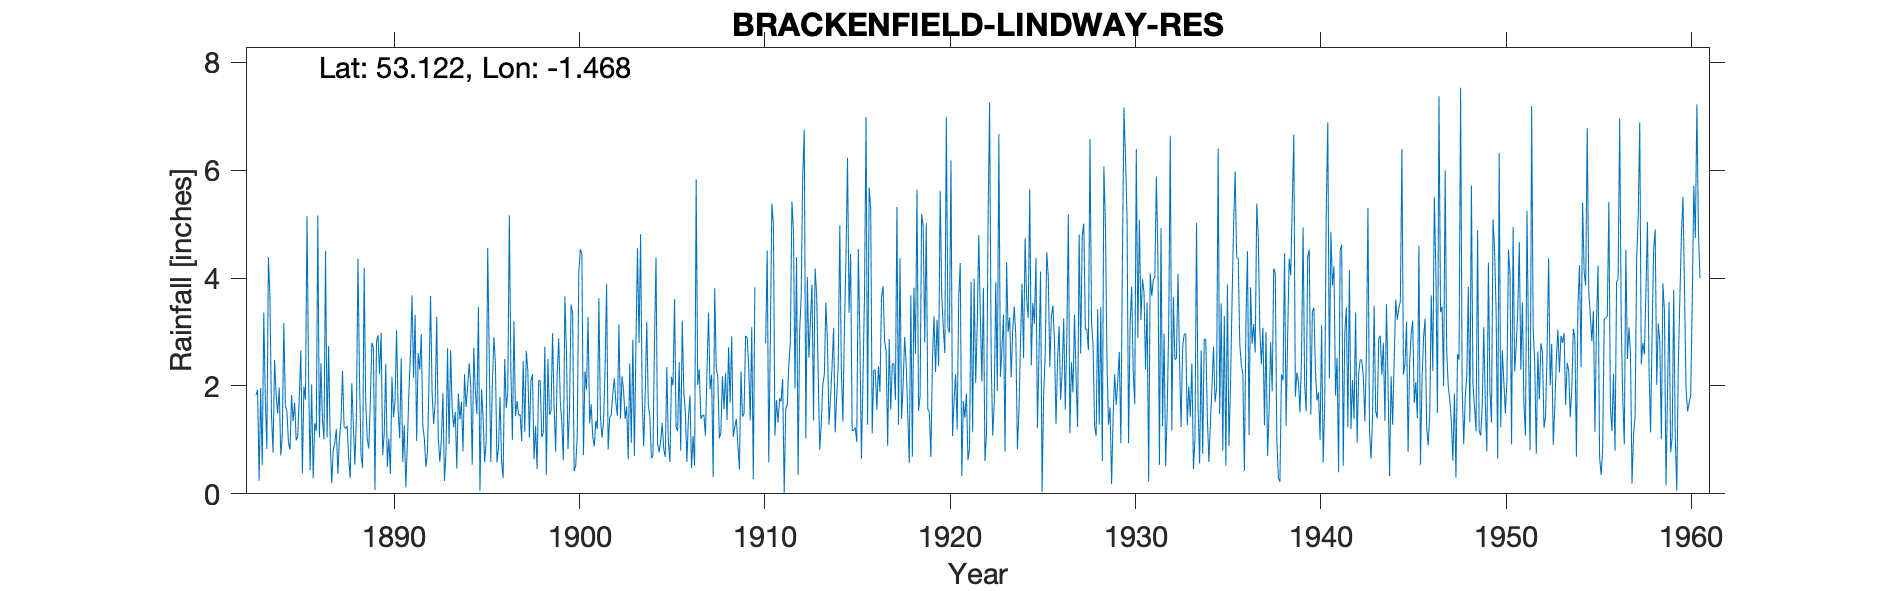 BRACKENFIELD-LINDWAY-RES
Lat: 53.122, Lon: -1.468
Rainfall [inches]
8
6
4
2
0
1890 1900 1910 1920 1930 1940 1950 1960
Year